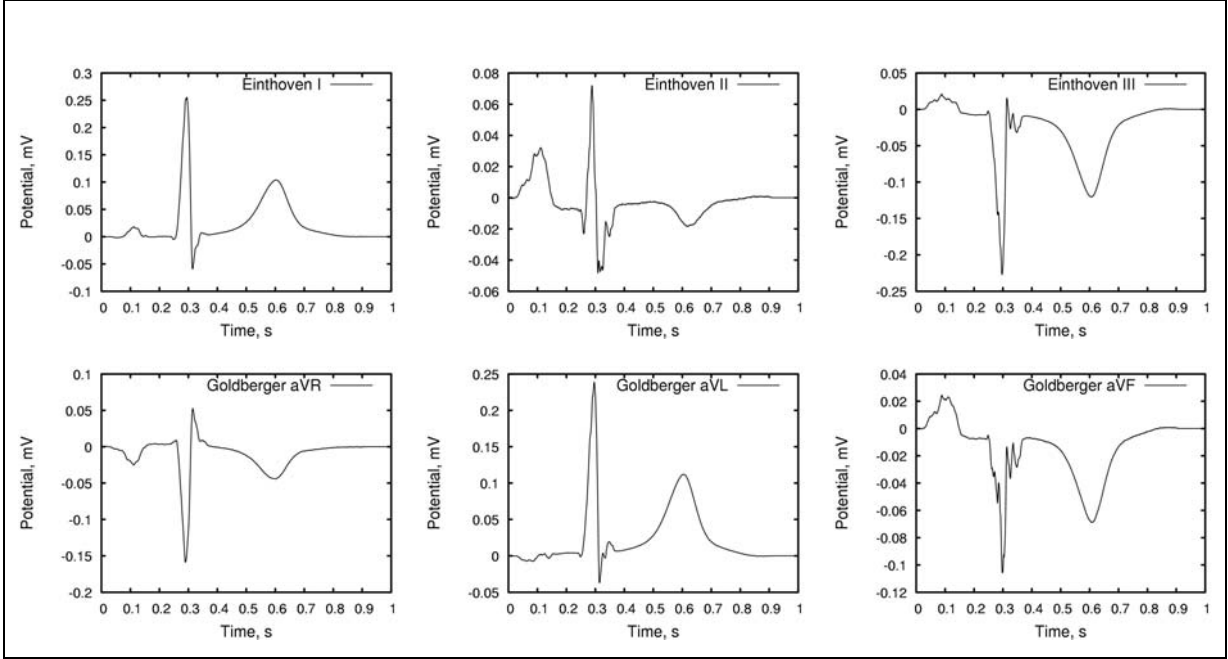 Einthoven I
0.3
0.25
0.2
0.15
0.1
0.05
0
-0.05
-0.1
Potential, mV
0 0.1 0.2 0.3 0.4 0.5 0.6 0.7 0.8 0.9 1
Time, s
Einthoven II
0.08
0.06
0.04
0.02
0
-0.02
-0.04
-0.06
Potential, mV
0 0.1 0.2 0.3 0.4 0.5 0.6 0.7 0.8 0.9 1
Time, s
Einthoven III
0.05
0
-0.05
-0.1
-0.15
-0.2
-0.25
Potential, mV
0 0.1 0.2 0.3 0.4 0.5 0.6 0.7 0.8 0.9 1
Time, s
Goldberger aVR
0.1
0.05
0
-0.05
-0.1
-0.15
-0.2
Potential, mV
0 0.1 0.2 0.3 0.4 0.5 0.6 0.7 0.8 0.9 1
Time, s
Goldberger aVL
0.25
0.2
0.15
0.1
0.05
0
-0.05
Potential, mV
0 0.1 0.2 0.3 0.4 0.5 0.6 0.7 0.8 0.9 1
Time, s
Goldberger aVF
0.04
0.02
0
-0.02
-0.04
-0.06
-0.08
-0.1
-0.12
Potential, mV
0 0.1 0.2 0.3 0.4 0.5 0.6 0.7 0.8 0.9 1
Time, s